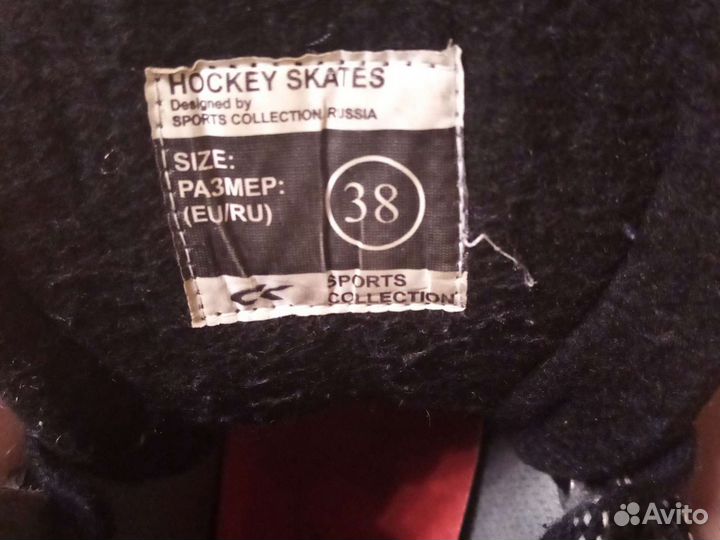 HOCKEY SKATES
Designed by
SPORTS COLLECTION, RUSSIA
SIZE:
РАЗМЕР:
(EU/RU)
38
SPORTS
COLLECTION
Avito